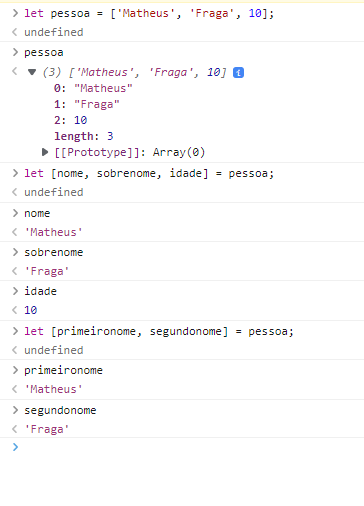 let pessoa = ['Matheus', 'Fraga', 10];
undefined
pessoa
(3) ['Matheus', 'Fraga', 10] i
0: "Matheus"
1: "Fraga"
2: 10
length: 3
[[Prototype]]: Array(0)
let [nome, sobrenome, idade] = pessoa;
undefined
nome
'Matheus'
sobrenome
'Fraga'
idade
10
let [primeironome, segundonome] = pessoa;
undefined
primeironome
'Matheus'
segundonome
'Fraga'